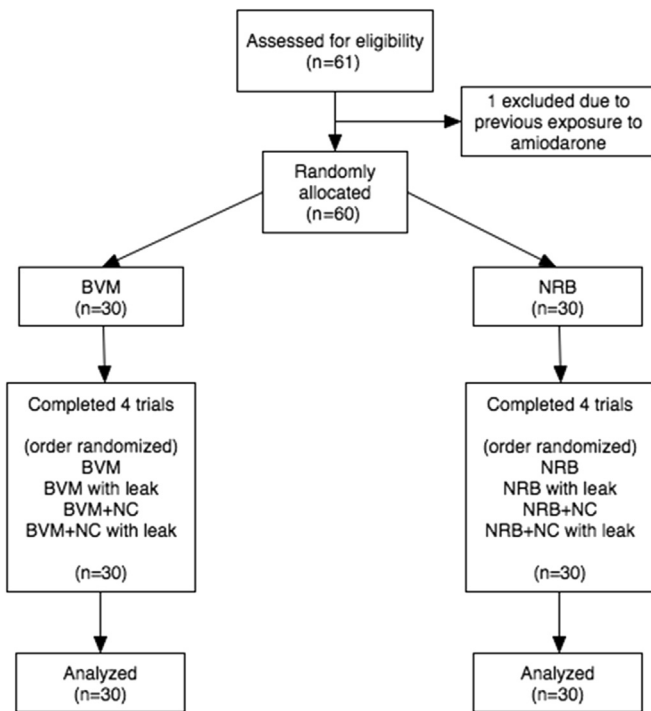 Assessed for eligibility
(n=61)
1 excluded due to
previous exposure to
amiodarone
Randomly
allocated
(n=60)
BVM
(n=30)
NRB
(n=30)
Completed 4 trials
(order randomized)
BVM
BVM with leak
BVM+NC
BVM+NC with leak
(n=30)
Completed 4 trials
(order randomized)
NRB
NRB with leak
NRB+NC
NRB+NC with leak
(n=30)
Analyzed
(n=30)
Analyzed
(n=30)